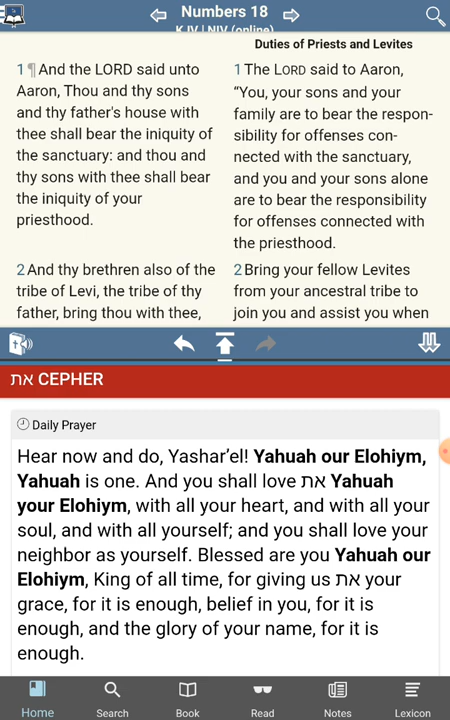 Numbers 18
KJV | NIV (online)
Duties of Priests and Levites
1 ¶ And the LORD said unto
Aaron, Thou and thy sons
and thy father's house with
thee shall bear the iniquity of
the sanctuary: and thou and
thy sons with thee shall bear
the iniquity of your
priesthood.
2 And thy brethren also of the
tribe of Levi, the tribe of thy
father, bring thou with thee,
1 The LORD said to Aaron,
“You, your sons and your
family are to bear the respon-
sibility for offenses con-
nected with the sanctuary,
and you and your sons alone
are to bear the responsibility
for offenses connected with
the priesthood.
2 Bring your fellow Levites
from your ancestral tribe to
join you and assist you when
את CEPHER
Daily Prayer
Hear now and do, Yashar’el! Yahuah our Elohiym,
Yahuah is one. And you shall love את Yahuah
your Elohiym, with all your heart, and with all your
soul, and with all yourself; and you shall love your
neighbor as yourself. Blessed are you Yahuah our
Elohiym, King of all time, for giving us את your
grace, for it is enough, belief in you, for it is
enough, and the glory of your name, for it is
enough.
Home
Search
Book
Read
Notes
Lexicon